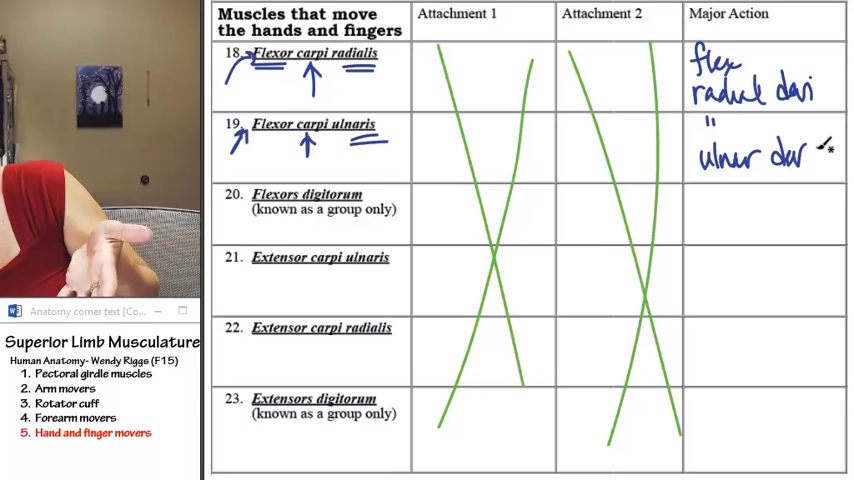 Muscles that move
the hands and fingers
Attachment 1
Attachment 2
Major Action
18. Flexor carpi radialis
flex
radial devi
19. Flexor carpi ulnaris
"
ulnar dev
20. Flexors digitorum
(known as a group only)
21. Extensor carpi ulnaris
22. Extensor carpi radialis
23. Extensors digitorum
(known as a group only)
Anatomy corner text [Co...
Superior Limb Musculature
Human Anatomy- Wendy Riggs (F15)
1. Pectoral girdle muscles
2. Arm movers
3. Rotator cuff
4. Forearm movers
5. Hand and finger movers